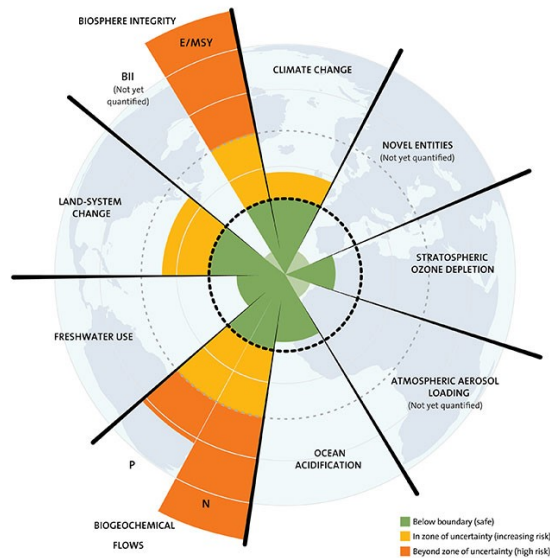 BIOSPHERE INTEGRITY
E/MSY
BII
(Not yet
quantified)
CLIMATE CHANGE
NOVEL ENTITIES
(Not yet quantified)
LAND-SYSTEM
CHANGE
STRATOSPHERIC
OZONE DEPLETION
FRESHWATER USE
ATMOSPHERIC AEROSOL
LOADING
(Not yet quantified)
P
N
OCEAN
ACIDIFICATION
BIOGEOCHEMICAL
FLOWS
Below boundary (safe)
In zone of uncertainty (increasing risk)
Beyond zone of uncertainty (high risk)